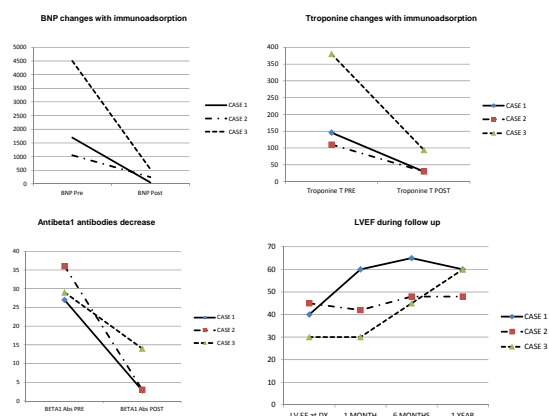 BNP changes with immunoadsorption
5000
4500
4000
3500
3000
2500
2000
1500
1000
500
0
BNP Pre
BNP Post
CASE 1
CASE 2
CASE 3
Ttroponine changes with immunoadsorption
400
350
300
250
200
150
100
50
0
Troponine T PRE
Troponine T POST
CASE 1
CASE 2
CASE 3
Antibeta1 antibodies decrease
40
35
30
25
20
15
10
5
0
BETA1 Abs PRE
BETA1 Abs POST
CASE 1
CASE 2
CASE 3
LVEF during follow up
70
60
50
40
30
20
10
0
LVEF at DX
1 MONTH
6 MONTHS
1 YEAR
CASE 1
CASE 2
CASE 3